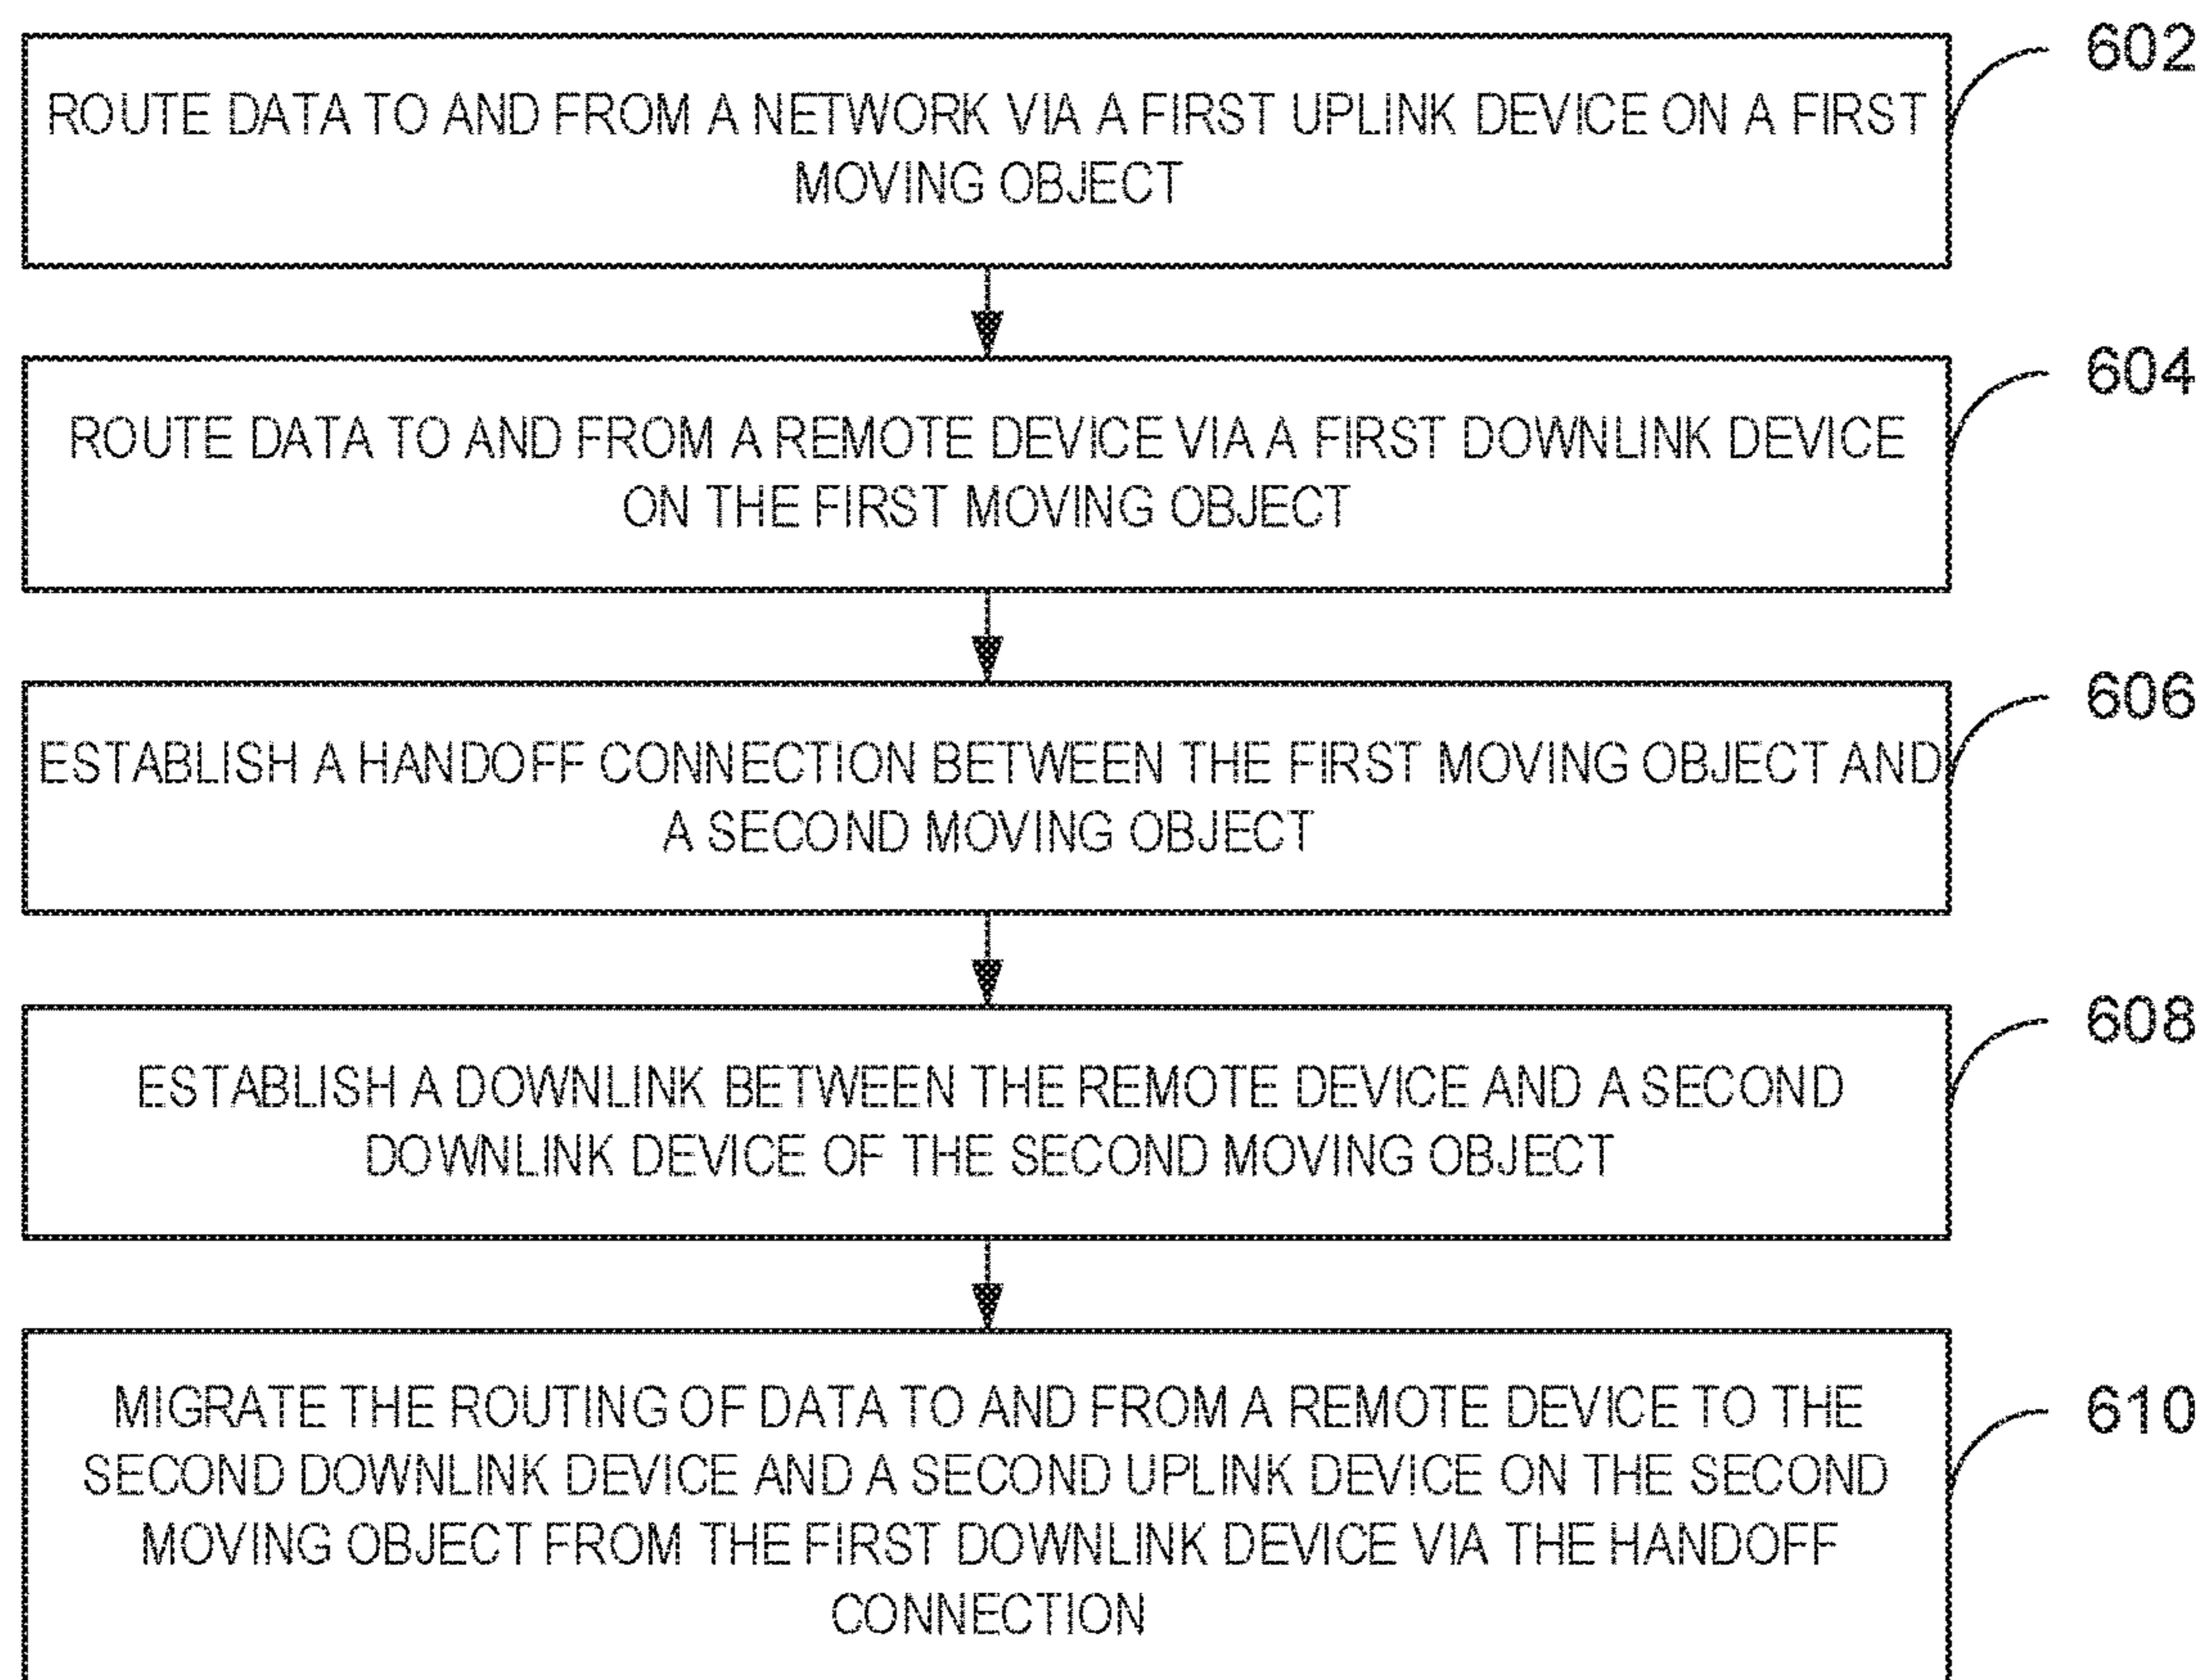 602
ROUTE DATA TO AND FROM A NETWORK VIA A FIRST UPLINK DEVICE ON A FIRST
MOVING OBJECT
604
ROUTE DATA TO AND FROM A REMOTE DEVICE VIA A FIRST DOWNLINK DEVICE
ON THE FIRST MOVING OBJECT
606
ESTABLISH A HANDOFF CONNECTION BETWEEN THE FIRST MOVING OBJECT AND
A SECOND MOVING OBJECT
608
ESTABLISH A DOWNLINK BETWEEN THE REMOTE DEVICE AND A SECOND
DOWNLINK DEVICE OF THE SECOND MOVING OBJECT
610
MIGRATE THE ROUTING OF DATA TO AND FROM A REMOTE DEVICE TO THE
SECOND DOWNLINK DEVICE AND A SECOND UPLINK DEVICE ON THE SECOND
MOVING OBJECT FROM THE FIRST DOWNLINK DEVICE VIA THE HANDOFF
CONNECTION